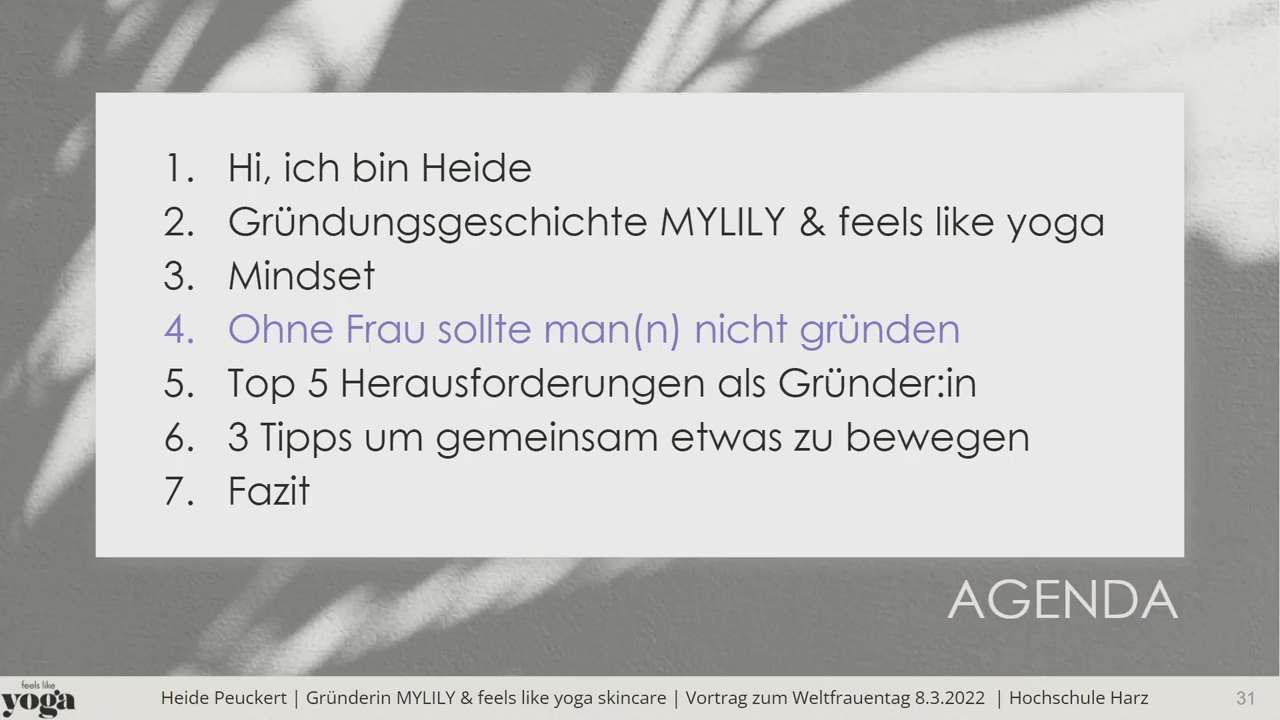 1. Hi, ich bin Heide
2. Gründungsgeschichte MYLILY & feels like yoga
3. Mindset
4. Ohne Frau sollte man(n) nicht gründen
5. Top 5 Herausforderungen als Gründer:in
6. 3 Tipps um gemeinsam etwas zu bewegen
7. Fazit
AGENDA
feels like
yoga
Heide Peuckert | Gründerin MYLILY & feels like yoga skincare | Vortrag zum Weltfrauentag 8.3.2022 | Hochschule Harz
31